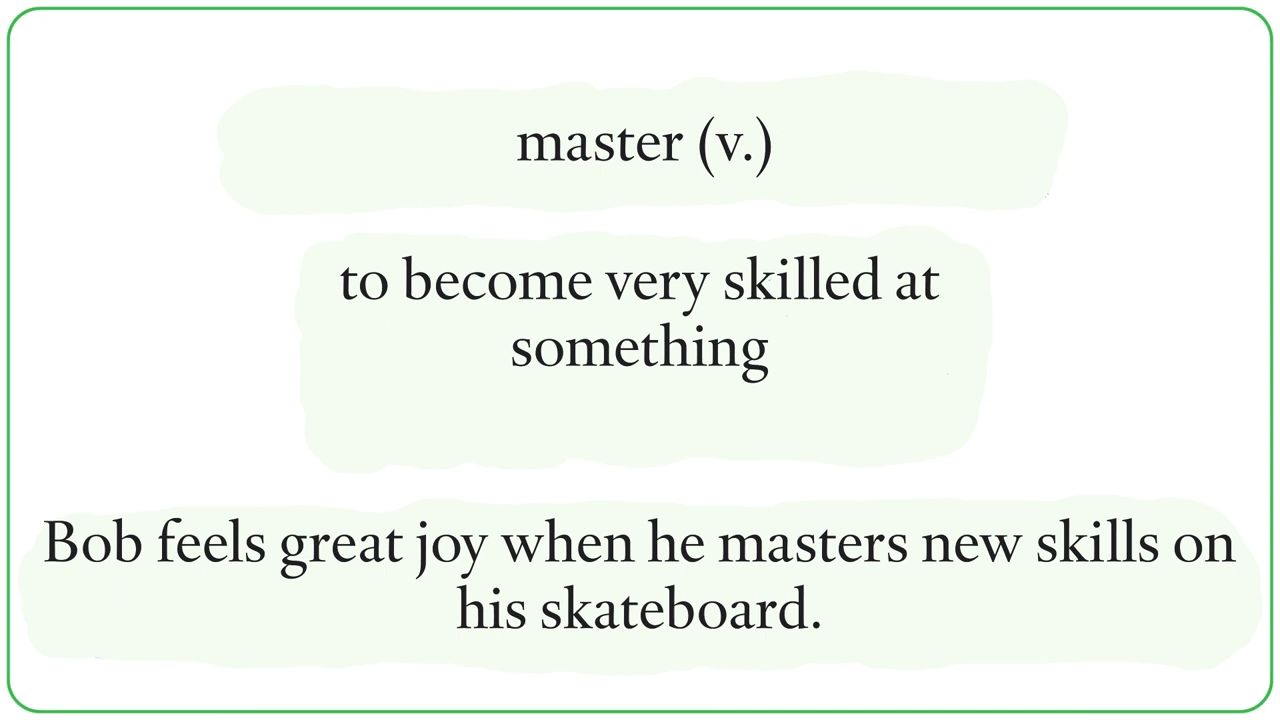 master (v.)
to become very skilled at
something
Bob feels great joy when he masters new skills on
his skateboard.